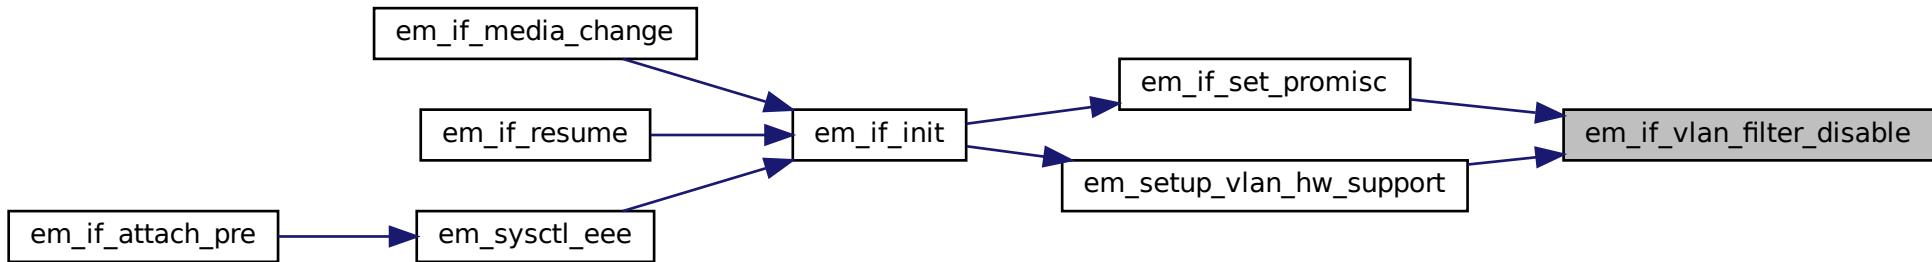 em_if_media_change
em_if_set_promisc
em_if_resume
em_if_init
em_if_vlan_filter_disable
em_setup_vlan_hw_support
em_if_attach_pre
em_sysctl_eee